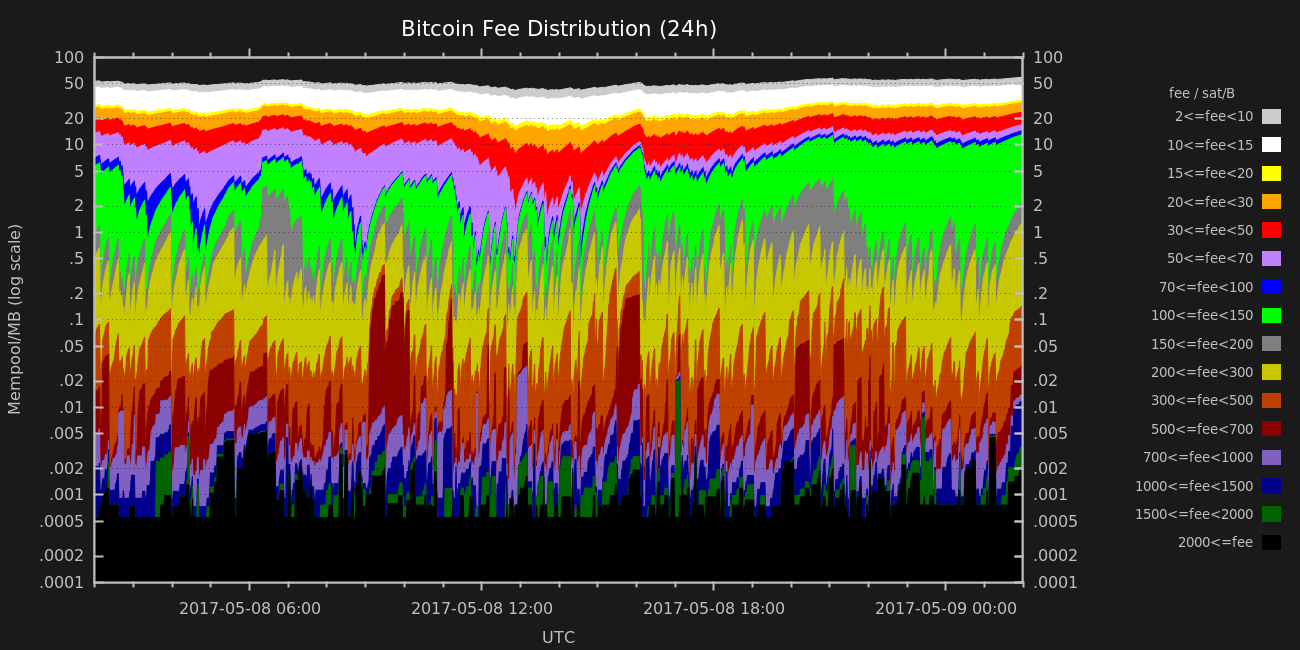 Bitcoin Fee Distribution (24h)
100
50
20
10
5
2
1
.5
.2
.1
.05
.02
.01
.005
.002
.001
.0005
.0002
.0001
Mempool/MB (log scale)
100
50
20
10
5
2
1
.5
.2
.1
.05
.02
.01
.005
.002
.001
.0005
.0002
.0001
fee / sat/B
2<=fee<10
10<=fee<15
15<=fee<20
20<=fee<30
30<=fee<50
50<=fee<70
70<=fee<100
100<=fee<150
150<=fee<200
200<=fee<300
300<=fee<500
500<=fee<700
700<=fee<1000
1000<=fee<1500
1500<=fee<2000
2000<=fee
2017-05-08 06:00 2017-05-08 12:00 2017-05-08 18:00 2017-05-09 00:00
UTC